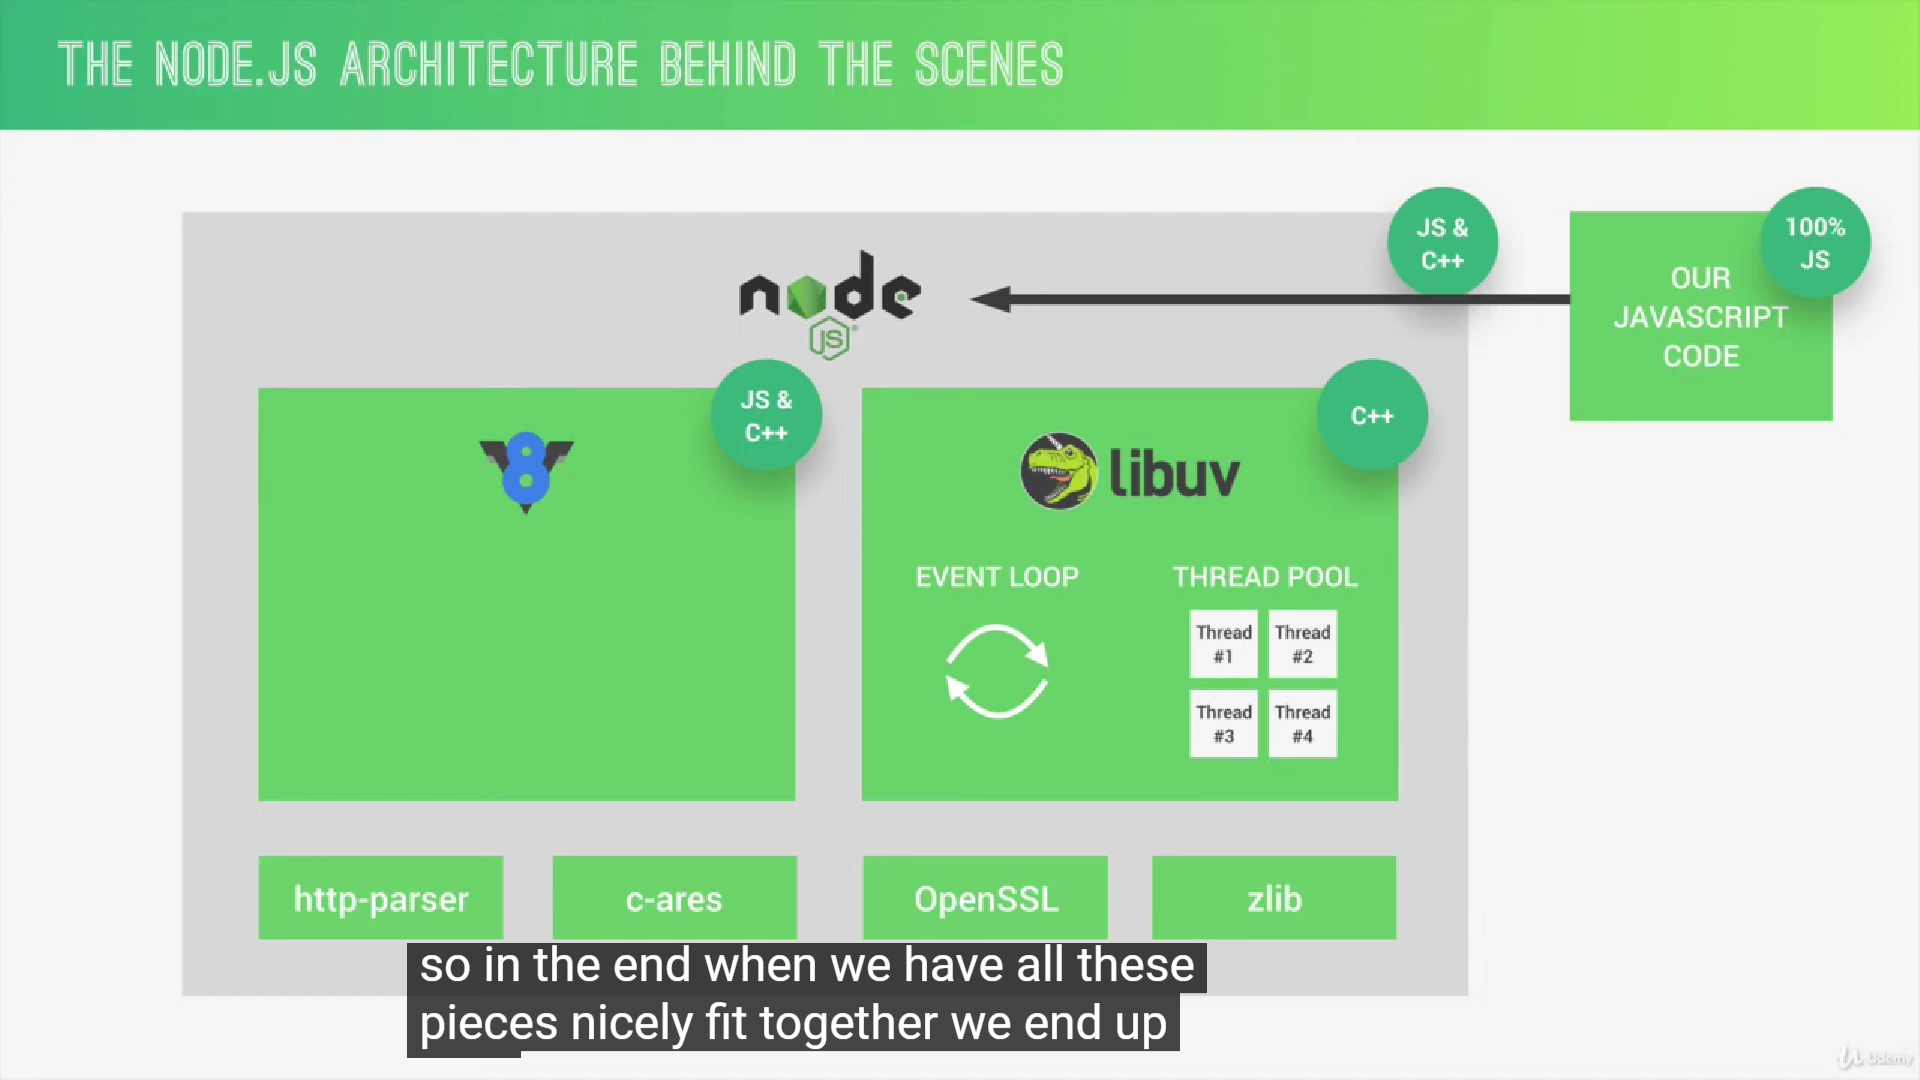 THE NODE.JS ARCHITECTURE BEHIND THE SCENES
JS &
C++
100%
JS
OUR
JAVASCRIPT
CODE
node
JS
JS &
C++
C++
V8
libuv
EVENT LOOP
THREAD POOL
Thread
#1
Thread
#2
Thread
#3
Thread
#4
http-parser
c-ares
OpenSSL
zlib
so in the end when we have all these
pieces nicely fit together we end up
Udemy